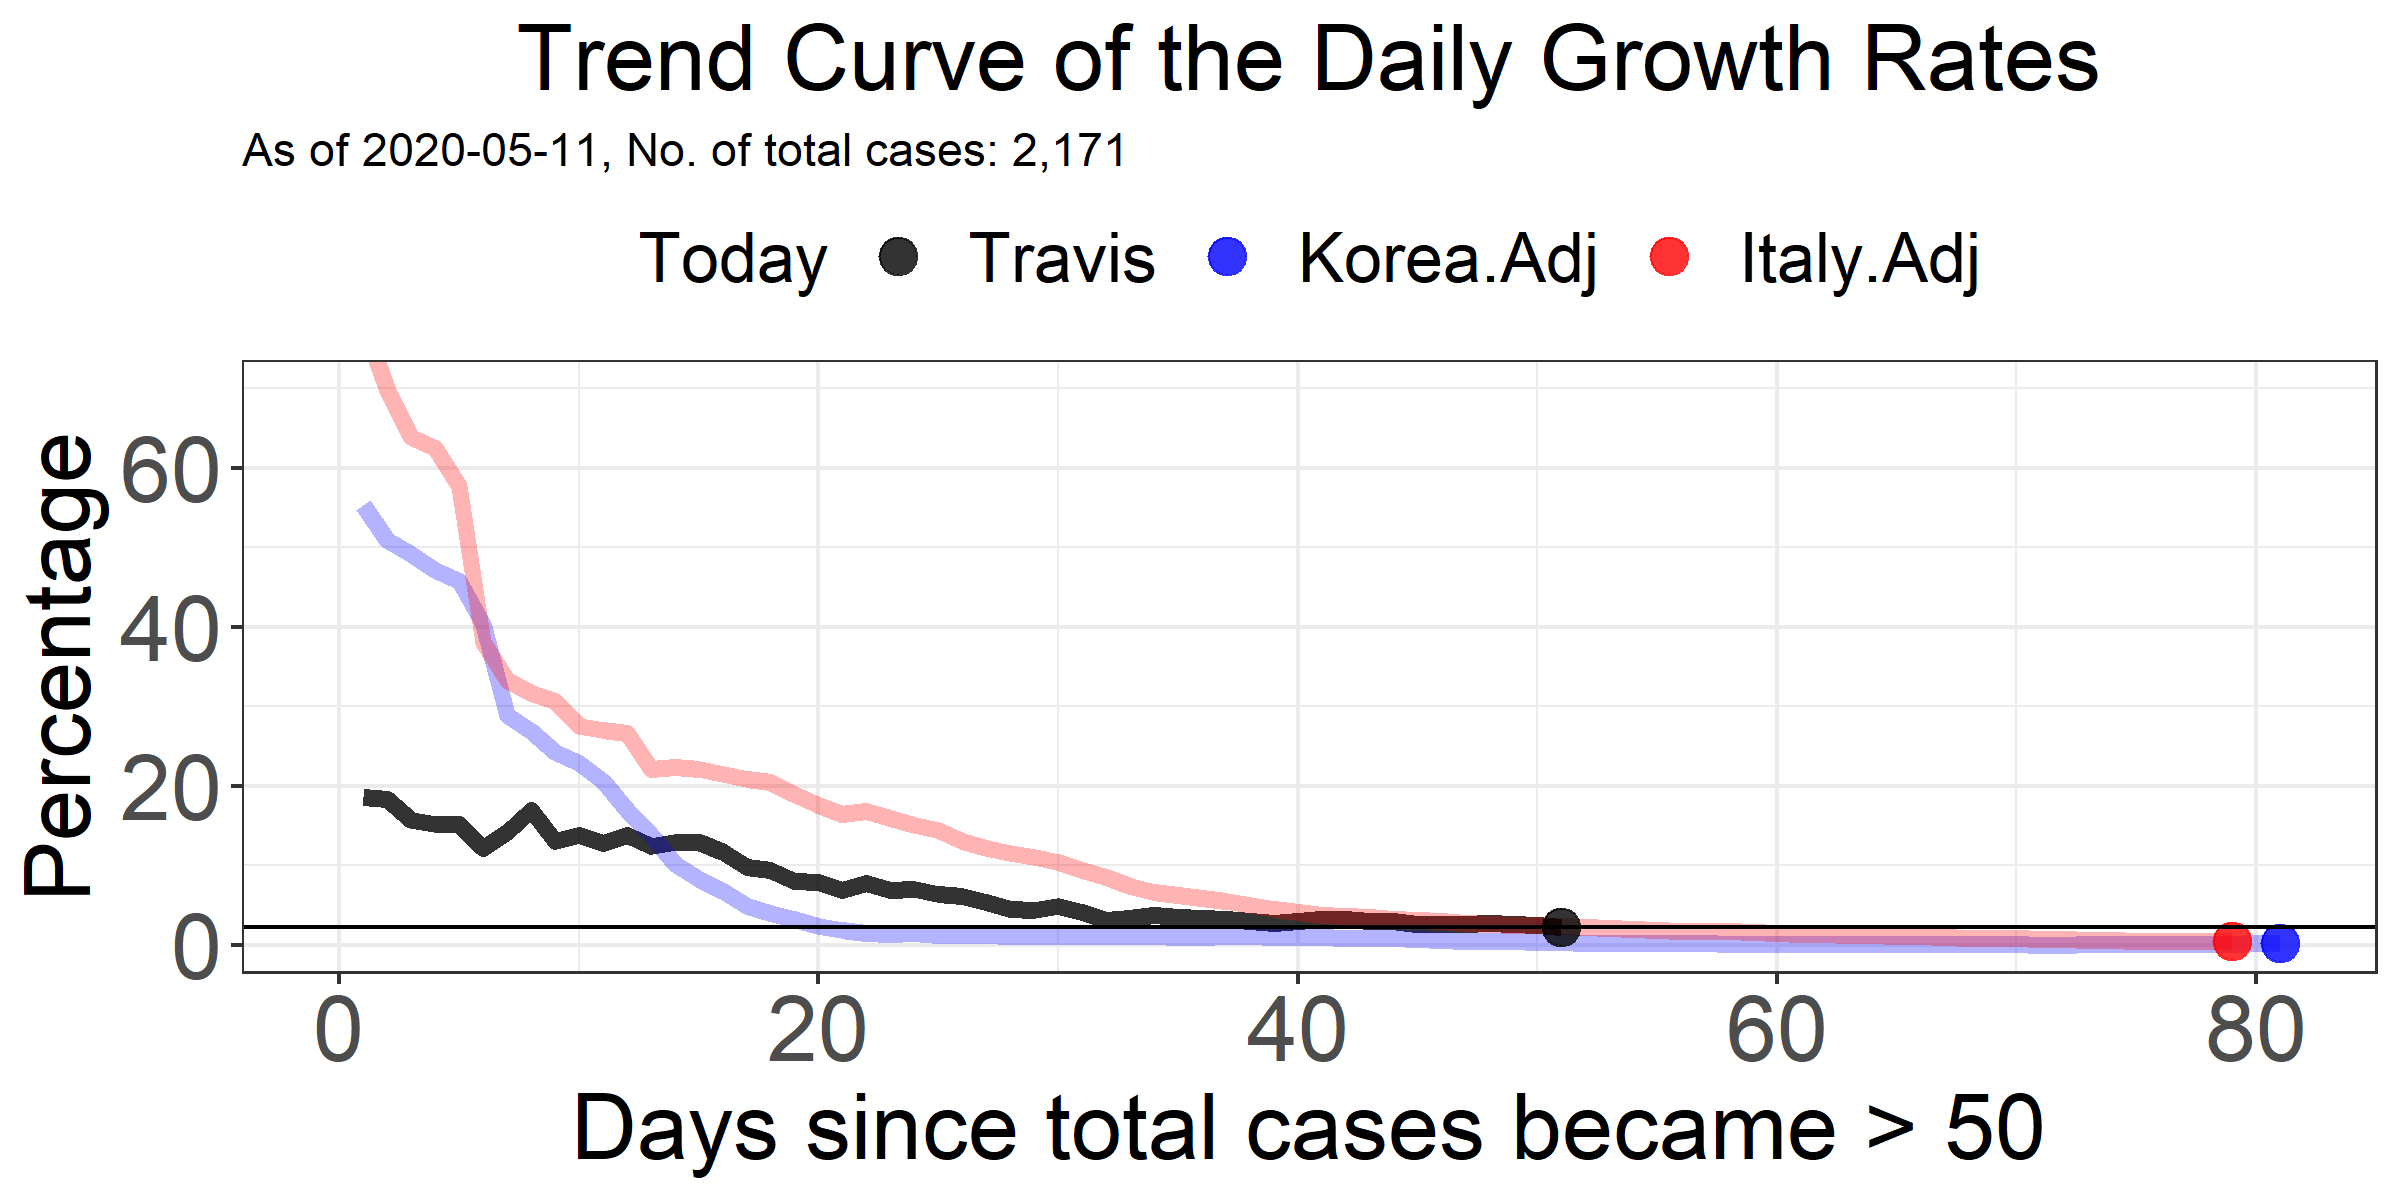 Trend Curve of the Daily Growth Rates
As of 2020-05-11, No. of total cases: 2,171
Today Travis Korea.Adj Italy.Adj
Percentage
60
40
20
0
0 20 40 60 80
Days since total cases became > 50